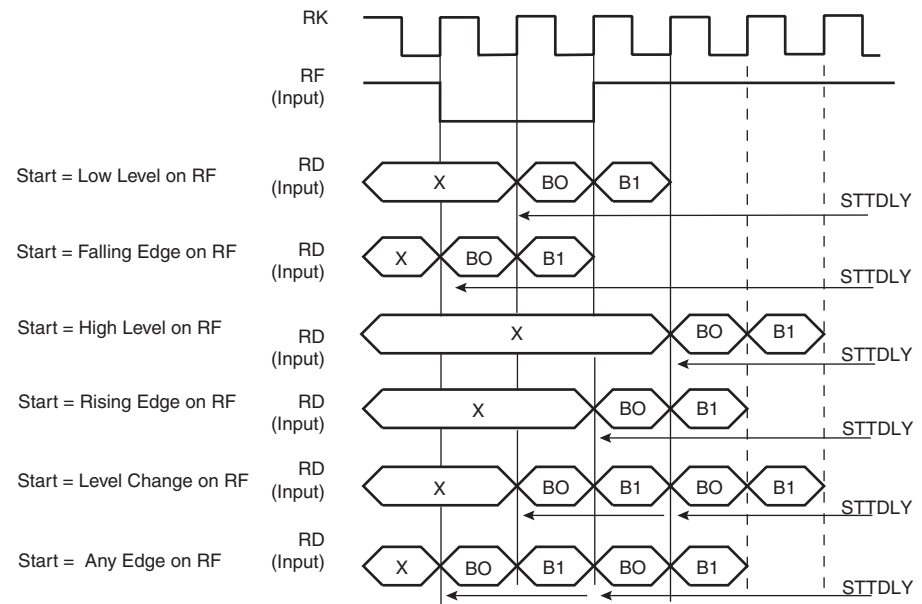 RK
RF
(Input)
Start = Low Level on RF
RD
(Input)
X
BO
B1
STTDLY
Start = Falling Edge on RF
RD
(Input)
X
BO
B1
STTDLY
Start = High Level on RF
RD
(Input)
X
BO
B1
STTDLY
Start = Rising Edge on RF
RD
(Input)
X
BO
B1
STTDLY
Start = Level Change on RF
RD
(Input)
X
BO
B1
BO
B1
STTDLY
Start = Any Edge on RF
RD
(Input)
X
BO
B1
BO
B1
STTDLY